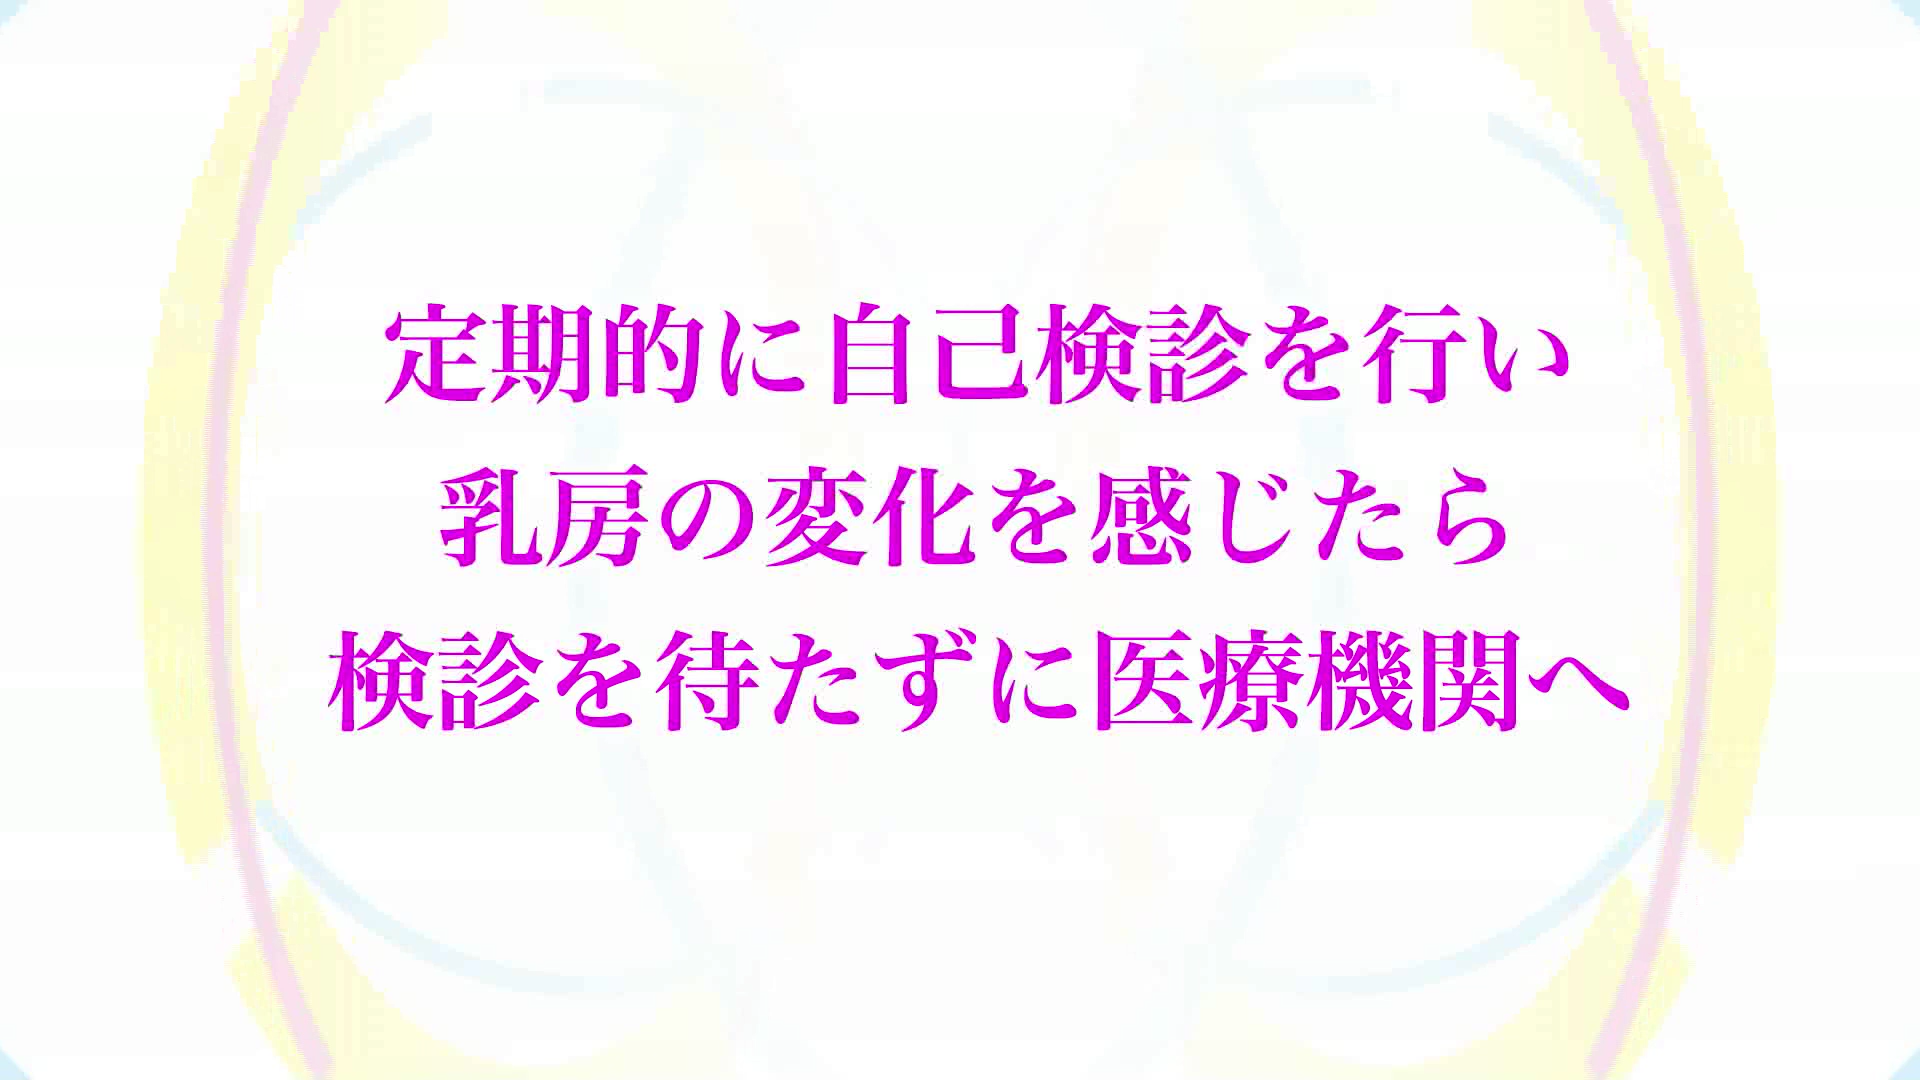 定期的に自己検診を行い
乳房の変化を感じたら
検診を待たずに医療機関へ